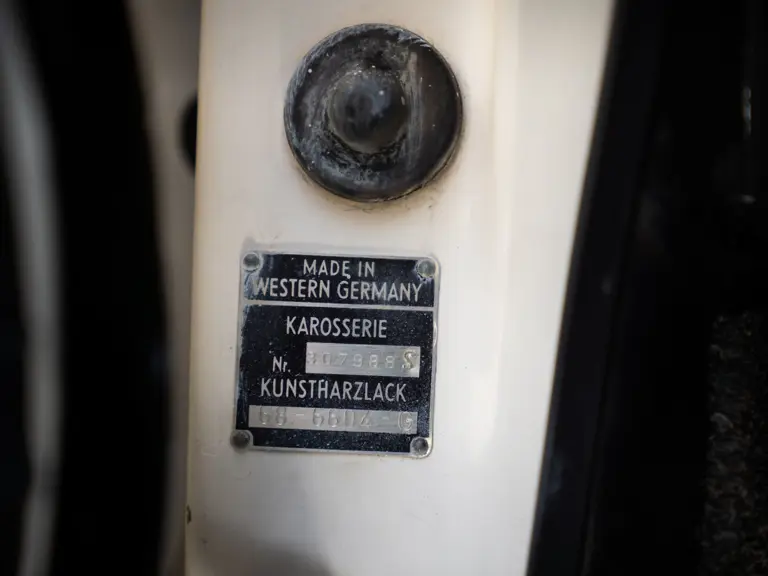 MADE IN
WESTERN GERMANY
KAROSSERIE
Nr.
KUNSTHARZLACK